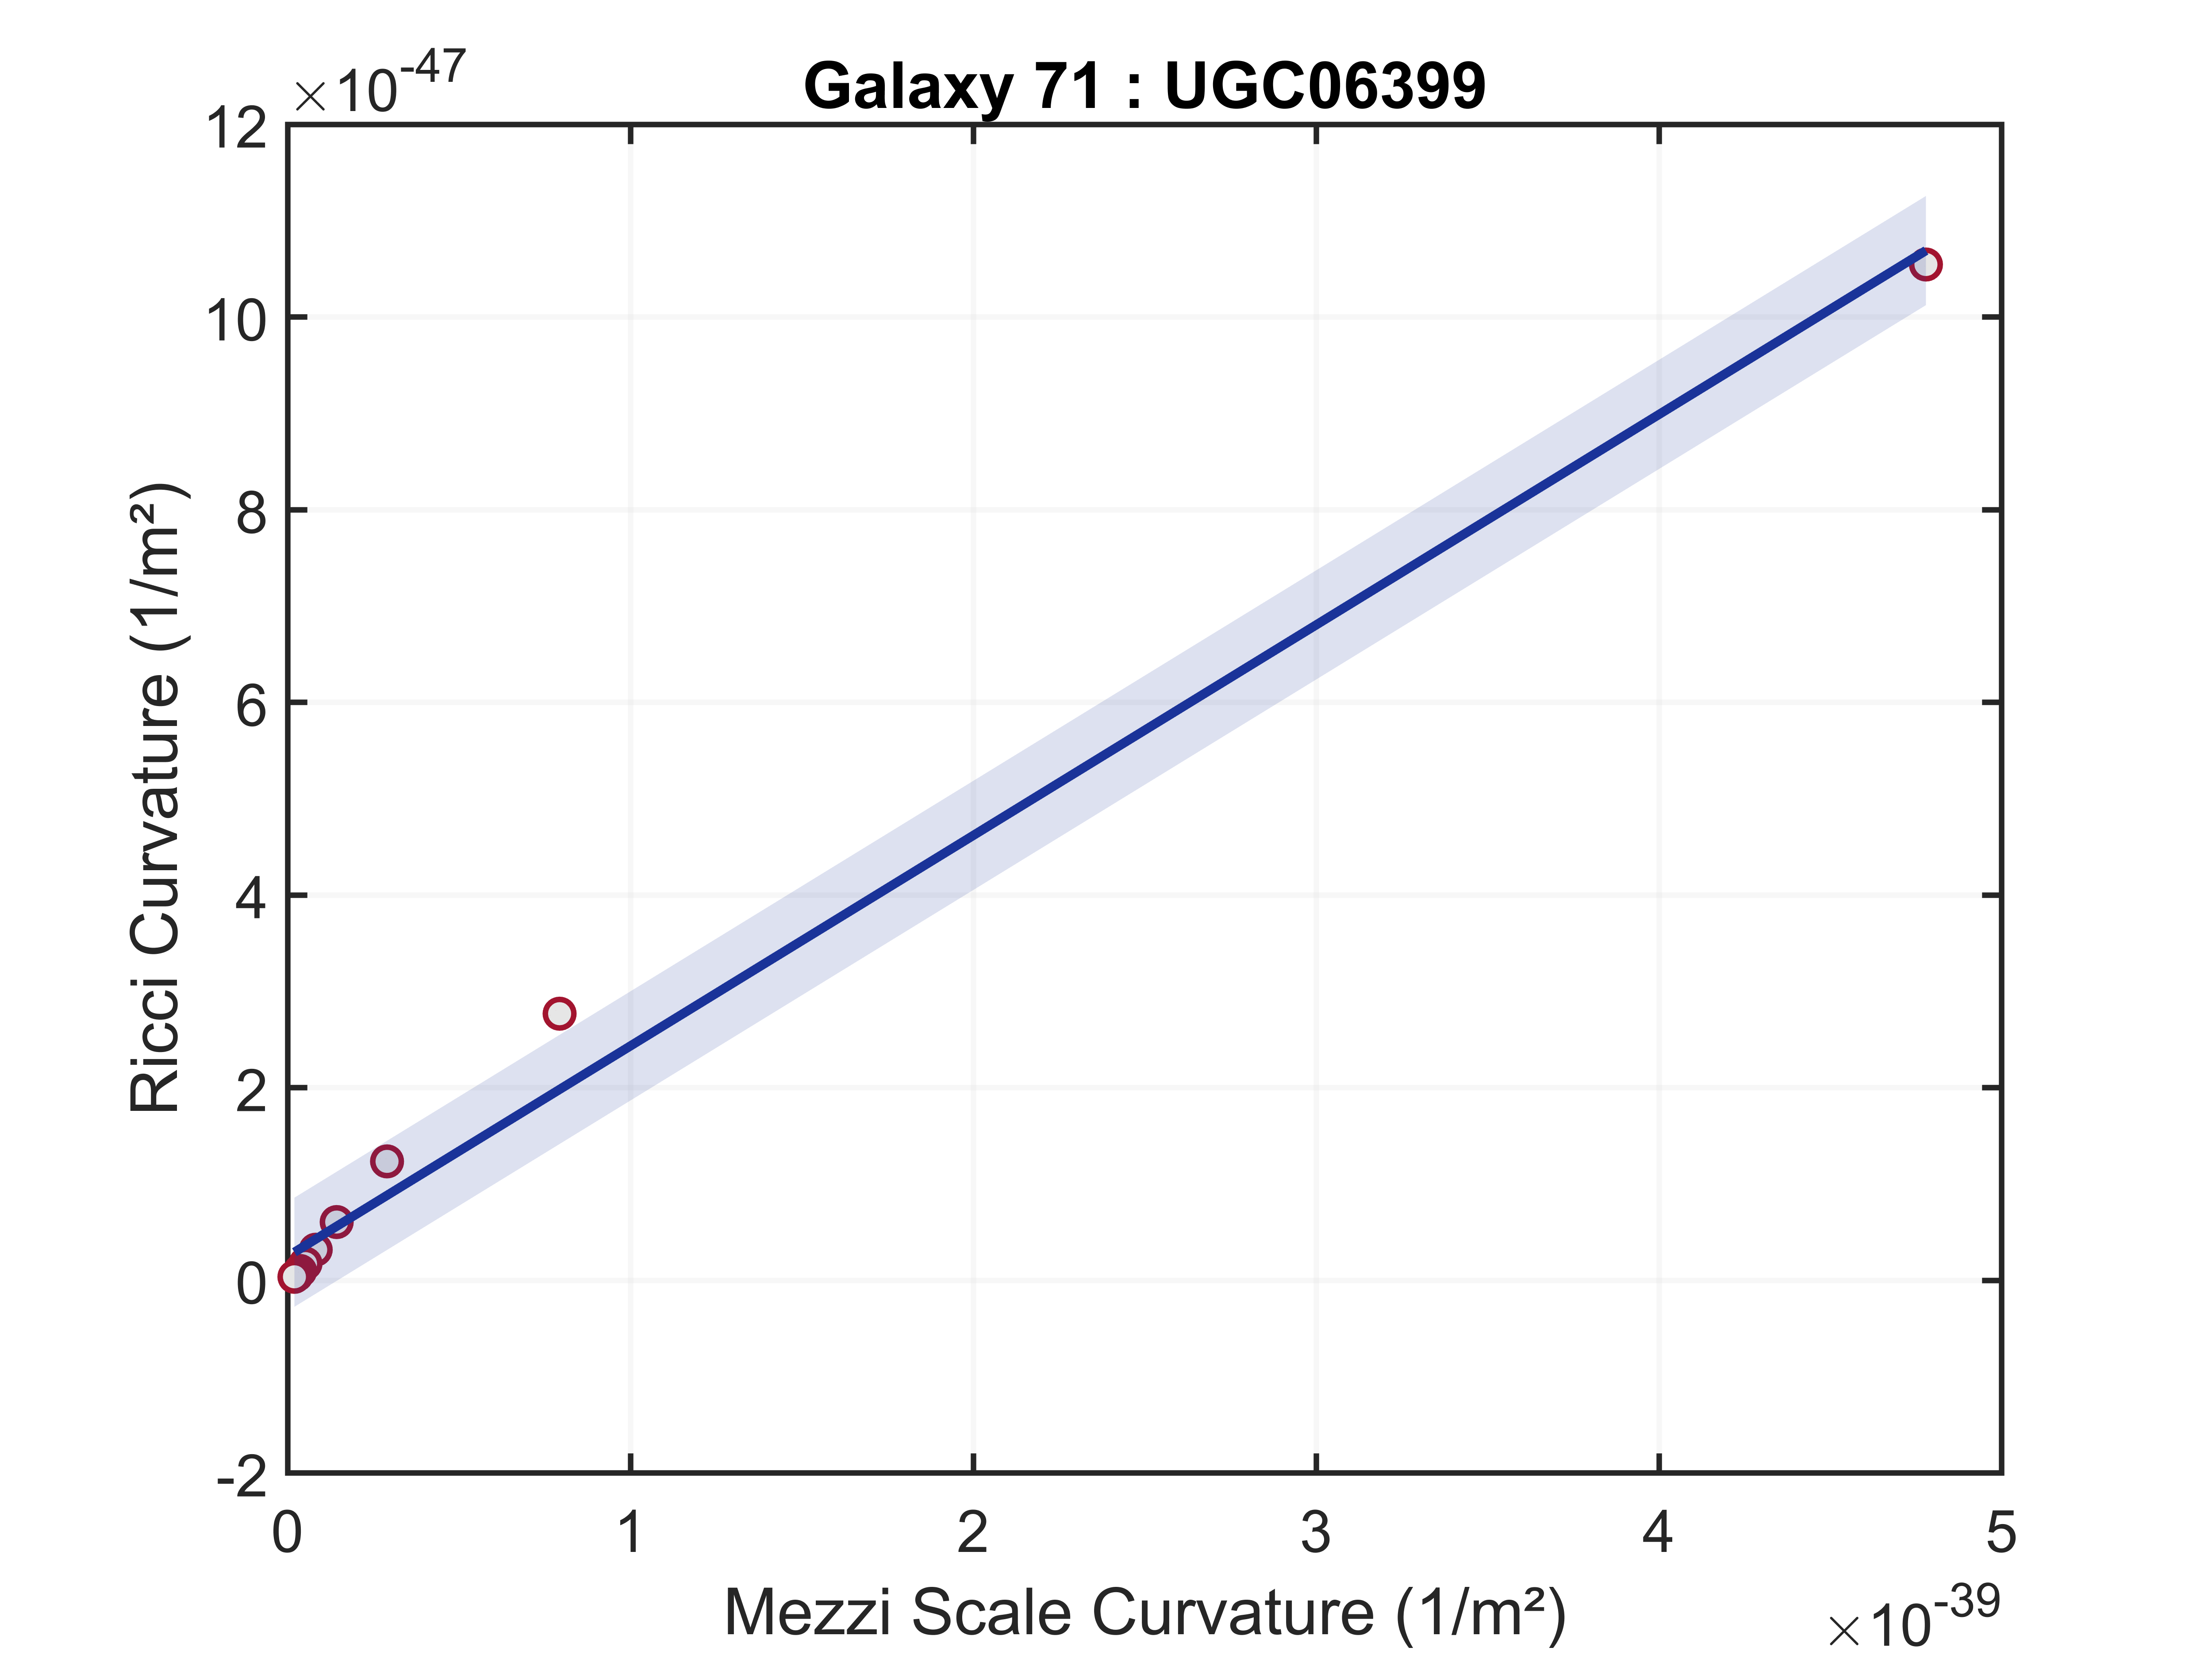 ×10-47
Galaxy 71 : UGC06399
12
10
8
6
4
2
0
-2
Ricci Curvature (1/m²)
0 1 2 3 4 5
Mezzi Scale Curvature (1/m²)
×10-39